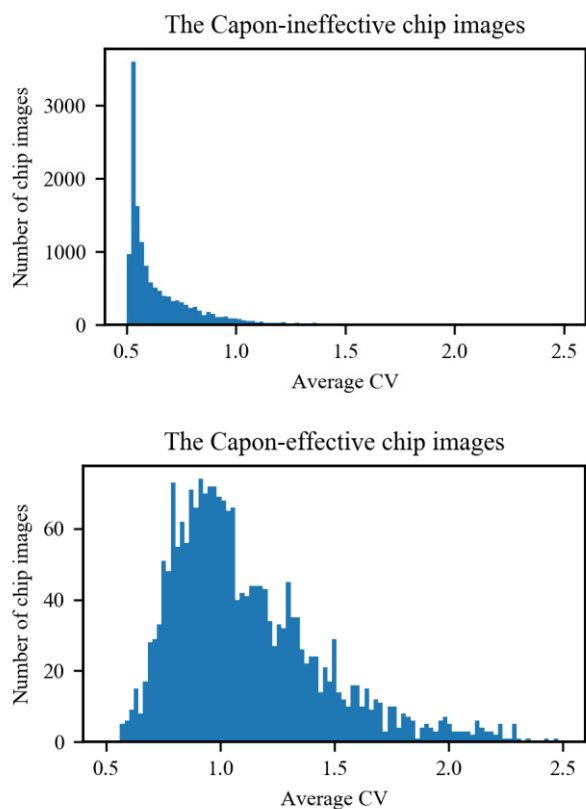 The Capon-ineffective chip images
Number of chip images
3000
2000
1000
0
0.5 1.0 1.5 2.0 2.5
Average CV
The Capon-effective chip images
Number of chip images
60
40
20
0
0.5 1.0 1.5 2.0 2.5
Average CV